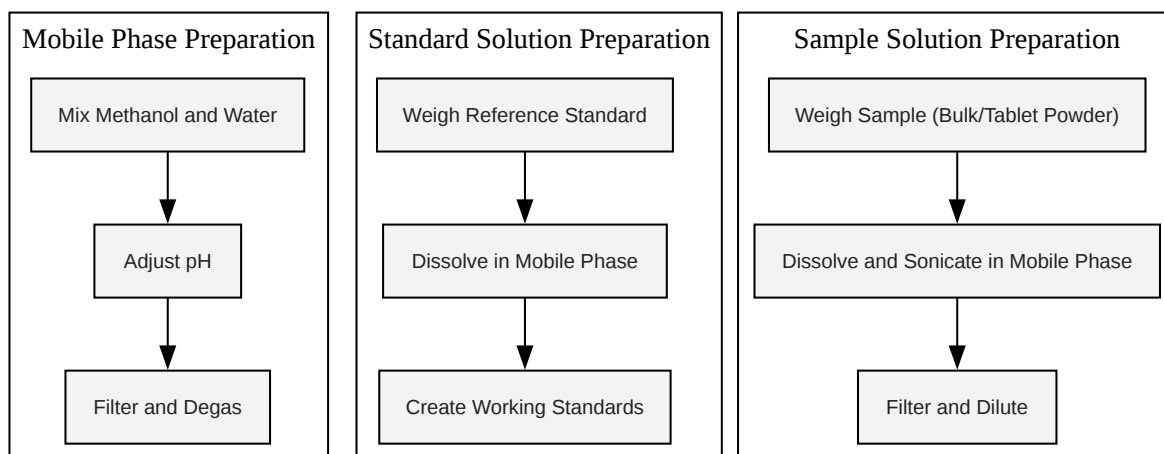 Mobile Phase Preparation
Mix Methanol and Water
Adjust pH
Filter and Degas
Standard Solution Preparation
Weigh Reference Standard
Dissolve in Mobile Phase
Create Working Standards
Sample Solution Preparation
Weigh Sample (Bulk/Tablet Powder)
Dissolve and Sonicate in Mobile Phase
Filter and Dilute